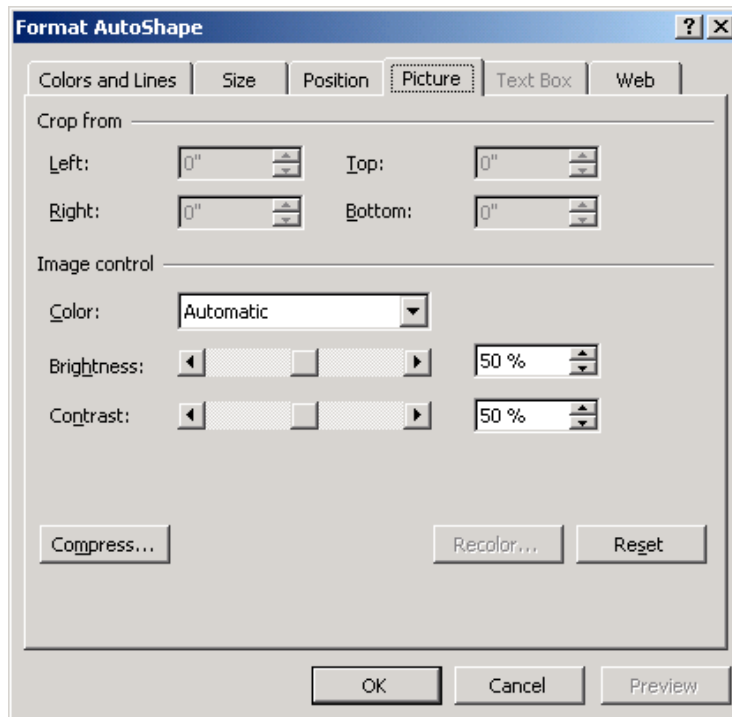 Format AutoShape
Colors and Lines Size Position Picture Text Box Web
Crop from
Left: 0" Top: 0"
Right: 0" Bottom: 0"
Image control
Color: Automatic
Brightness: 50 %
Contrast: 50 %
Compress... Recolor... Reset
OK Cancel Preview